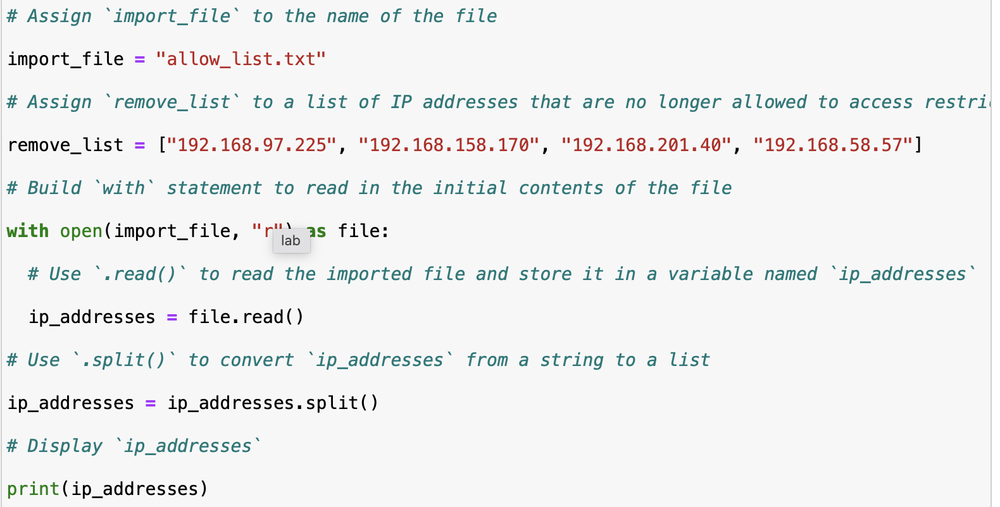 # Assign `import_file` to the name of the file
import_file = "allow_list.txt"
# Assign `remove_list` to a list of IP addresses that are no longer allowed to access
remove_list = ["192.168.97.225", "192.168.158.170", "192.168.201.40", "192.168.58.57"]
# Build `with` statement to read in the initial contents of the file
with open(import_file, "r") as file:
lab
# Use `.read()` to read the imported file and store it in a variable named `ip_addresses`
ip_addresses = file.read()
# Use `.split()` to convert `ip_addresses` from a string to a list
ip_addresses = ip_addresses.split()
# Display `ip_addresses`
print(ip_addresses)